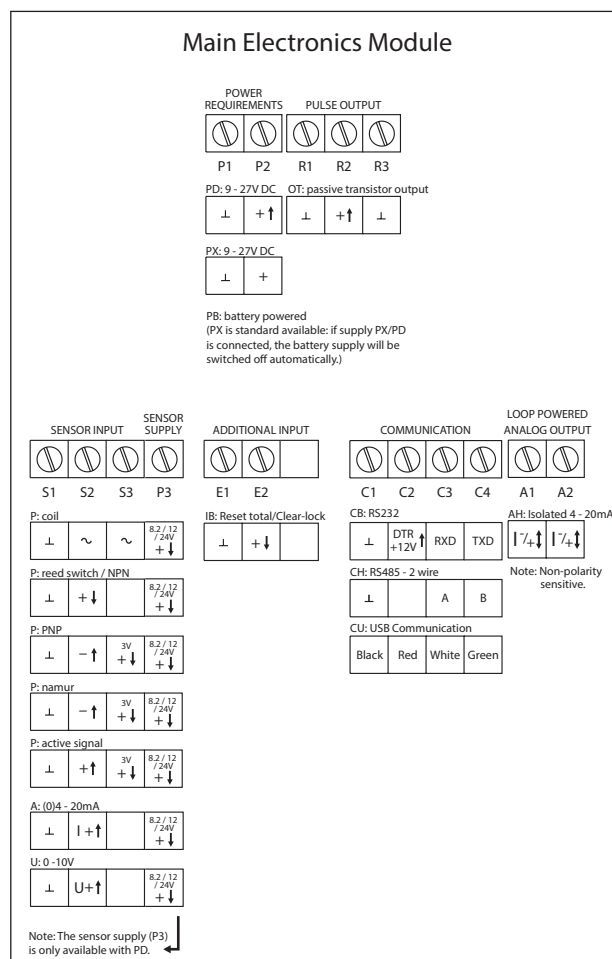 Main Electronics Module
POWER
REQUIREMENTS
PULSE OUTPUT
P1 P2 R1 R2 R3
PD: 9 - 27V DC
OT: passive transistor output
⊥ +↑ ⊥ +↑ ⊥
PX: 9 - 27V DC
⊥ +
PB: battery powered
(PX is standard available: if supply PX/PD
is connected, the battery supply will be
switched off automatically.)
SENSOR INPUT
SENSOR
SUPPLY
S1 S2 S3 P3
P: coil
⊥ ~ ~ 8.2 / 12
/ 24V
+↓
P: reed switch / NPN
⊥ +↓ 8.2 / 12
/ 24V
+↓
P: PNP
⊥ −↑ 3V
+↓ 8.2 / 12
/ 24V
+↓
P: namur
⊥ −↑ 3V
+↓ 8.2 / 12
/ 24V
+↓
P: active signal
⊥ +↑ 3V
+↓ 8.2 / 12
/ 24V
+↓
A: (0)4 - 20mA
⊥ I +↑ 8.2 / 12
/ 24V
+↓
U: 0 -10V
⊥ U+↑ 8.2 / 12
/ 24V
+↓
Note: The sensor supply (P3)
is only available with PD.
ADDITIONAL INPUT
E1 E2
IB: Reset total/Clear-lock
⊥ +↓
COMMUNICATION
C1 C2 C3 C4
CB: RS232
⊥ DTR
+12V ↑ RXD TXD
CH: RS485 - 2 wire
⊥ A B
CU: USB Communication
Black Red White Green
LOOP POWERED
ANALOG OUTPUT
A1 A2
AH: Isolated 4 - 20mA
I -/+↕ I -/+↕
Note: Non-polarity
sensitive.